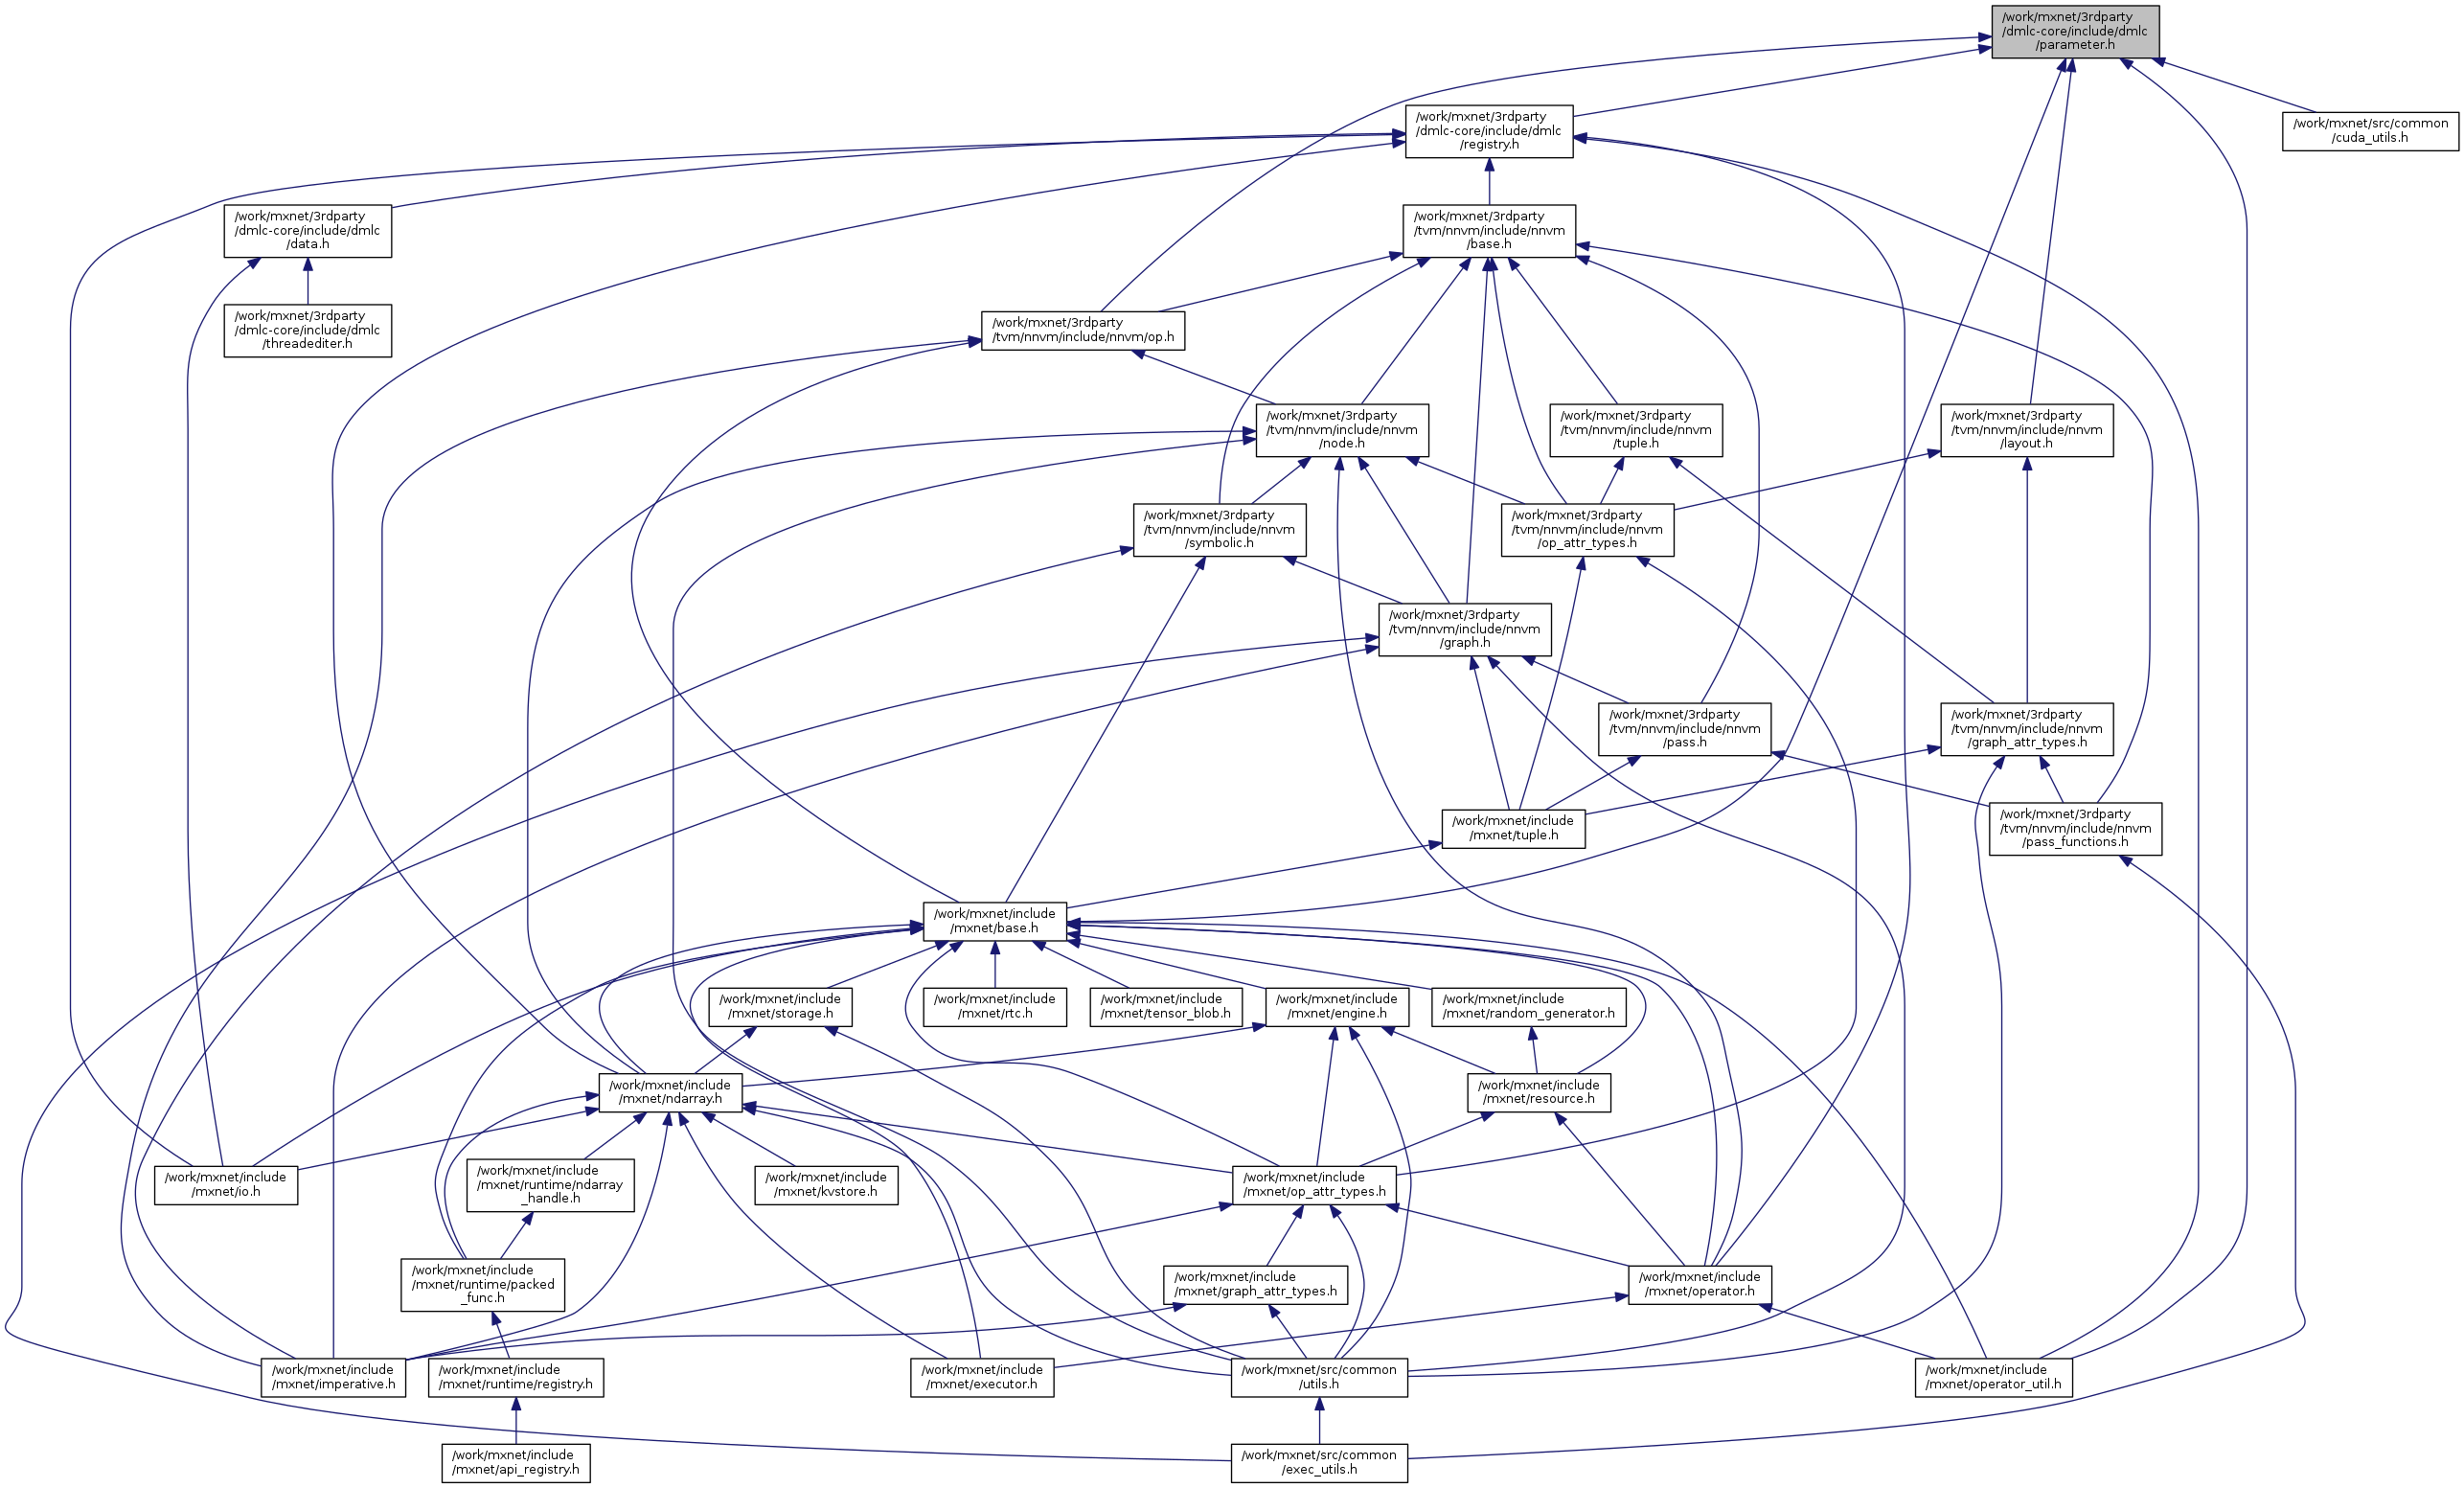 /work/mxnet/3rdparty
/dmlc-core/include/dmlc
/parameter.h
/work/mxnet/3rdparty
/dmlc-core/include/dmlc
/registry.h
/work/mxnet/src/common
/cuda_utils.h
/work/mxnet/3rdparty
/dmlc-core/include/dmlc
/data.h
/work/mxnet/3rdparty
/tvm/nnvm/include/nnvm
/base.h
/work/mxnet/3rdparty
/dmlc-core/include/dmlc
/threadediter.h
/work/mxnet/3rdparty
/tvm/nnvm/include/nnvm/op.h
/work/mxnet/3rdparty
/tvm/nnvm/include/nnvm
/node.h
/work/mxnet/3rdparty
/tvm/nnvm/include/nnvm
/tuple.h
/work/mxnet/3rdparty
/tvm/nnvm/include/nnvm
/layout.h
/work/mxnet/3rdparty
/tvm/nnvm/include/nnvm
/symbolic.h
/work/mxnet/3rdparty
/tvm/nnvm/include/nnvm
/op_attr_types.h
/work/mxnet/3rdparty
/tvm/nnvm/include/nnvm
/graph.h
/work/mxnet/3rdparty
/tvm/nnvm/include/nnvm
/pass.h
/work/mxnet/3rdparty
/tvm/nnvm/include/nnvm
/graph_attr_types.h
/work/mxnet/include
/mxnet/tuple.h
/work/mxnet/3rdparty
/tvm/nnvm/include/nnvm
/pass_functions.h
/work/mxnet/include
/mxnet/base.h
/work/mxnet/include
/mxnet/storage.h
/work/mxnet/include
/mxnet/rtc.h
/work/mxnet/include
/mxnet/tensor_blob.h
/work/mxnet/include
/mxnet/engine.h
/work/mxnet/include
/mxnet/random_generator.h
/work/mxnet/include
/mxnet/ndarray.h
/work/mxnet/include
/mxnet/resource.h
/work/mxnet/include
/mxnet/io.h
/work/mxnet/include
/mxnet/runtime/ndarray
_handle.h
/work/mxnet/include
/mxnet/kvstore.h
/work/mxnet/include
/mxnet/op_attr_types.h
/work/mxnet/include
/mxnet/runtime/packed
_func.h
/work/mxnet/include
/mxnet/graph_attr_types.h
/work/mxnet/include
/mxnet/operator.h
/work/mxnet/include
/mxnet/imperative.h
/work/mxnet/include
/mxnet/runtime/registry.h
/work/mxnet/include
/mxnet/executor.h
/work/mxnet/src/common
/utils.h
/work/mxnet/include
/mxnet/operator_util.h
/work/mxnet/include
/mxnet/api_registry.h
/work/mxnet/src/common
/exec_utils.h